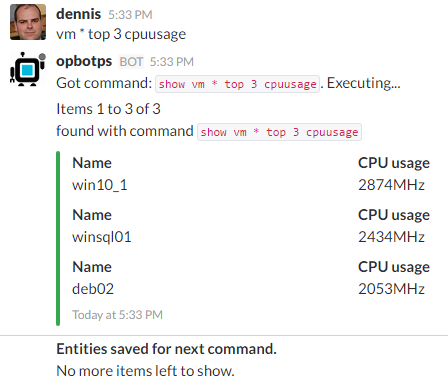 dennis 5:33 PM
vm * top 3 cpuusage
opbotps BOT 5:33 PM
Got command: show vm * top 3 cpuusage. Executing...
Items 1 to 3 of 3
found with command show vm * top 3 cpuusage
Name CPU usage
win10_1 2874MHz
Name CPU usage
winsql01 2434MHz
Name CPU usage
deb02 2053MHz
Today at 5:33 PM
Entities saved for next command.
No more items left to show.